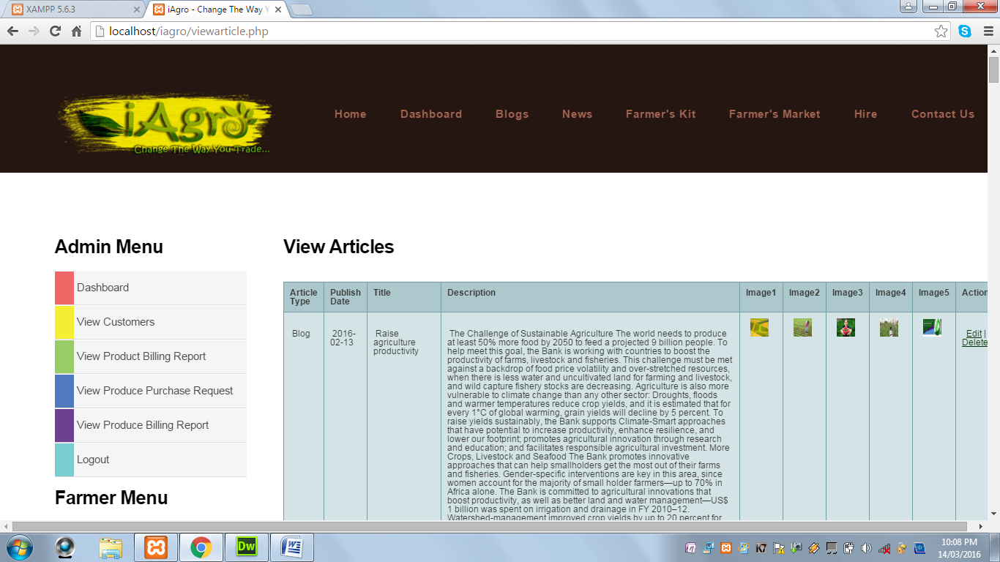 XAMPP 5.6.3
iAgro - Change The Way Y
localhost/iagro/viewarticle.php
iAgro
Change The Way You Trade...
Home Dashboard Blogs News Farmer's Kit Farmer's Market Hire Contact Us
Admin Menu
Dashboard
View Customers
View Product Billing Report
View Produce Purchase Request
View Produce Billing Report
Logout
Farmer Menu
View Articles
Article Type Publish Date Title Description Image1 Image2 Image3 Image4 Image5 Action
Blog
2016-
02-13
Raise
agriculture
productivity
The Challenge of Sustainable Agriculture The world needs to produce
at least 50% more food by 2050 to feed a projected 9 billion people. To
help meet this goal, the Bank is working with countries to boost the
productivity of farms, livestock and fisheries. This challenge must be met
against a backdrop of food price volatility and over-stretched resources,
when there is less water and uncultivated land for farming and livestock,
and wild capture fishery stocks are decreasing. Agriculture is also more
vulnerable to climate change than any other sector: Droughts, floods
and warmer temperatures reduce crop yields, and it is estimated that for
every 1°C of global warming, grain yields will decline by 5 percent. To
raise yields sustainably, the Bank supports Climate-Smart approaches
that have potential to increase productivity, enhance resilience, and
lower our footprint; promotes agricultural innovation through research
and education; and facilitates responsible agricultural investment. More
Crops, Livestock and Seafood The Bank promotes innovative
approaches that can help smallholders get the most out of their farms
and fisheries. Gender-specific interventions are key in this area, since
women account for the majority of small holder farmers—up to 70% in
Africa alone. The Bank is committed to agricultural innovations that
boost productivity, as well as better land and water management—US$
1 billion was spent on irrigation and drainage in FY 2010–12.
Watershed-management improved crop yields by up to 20 percent for
Edit |
Delete
Dw
W
K7
10:08 PM
14/03/2016